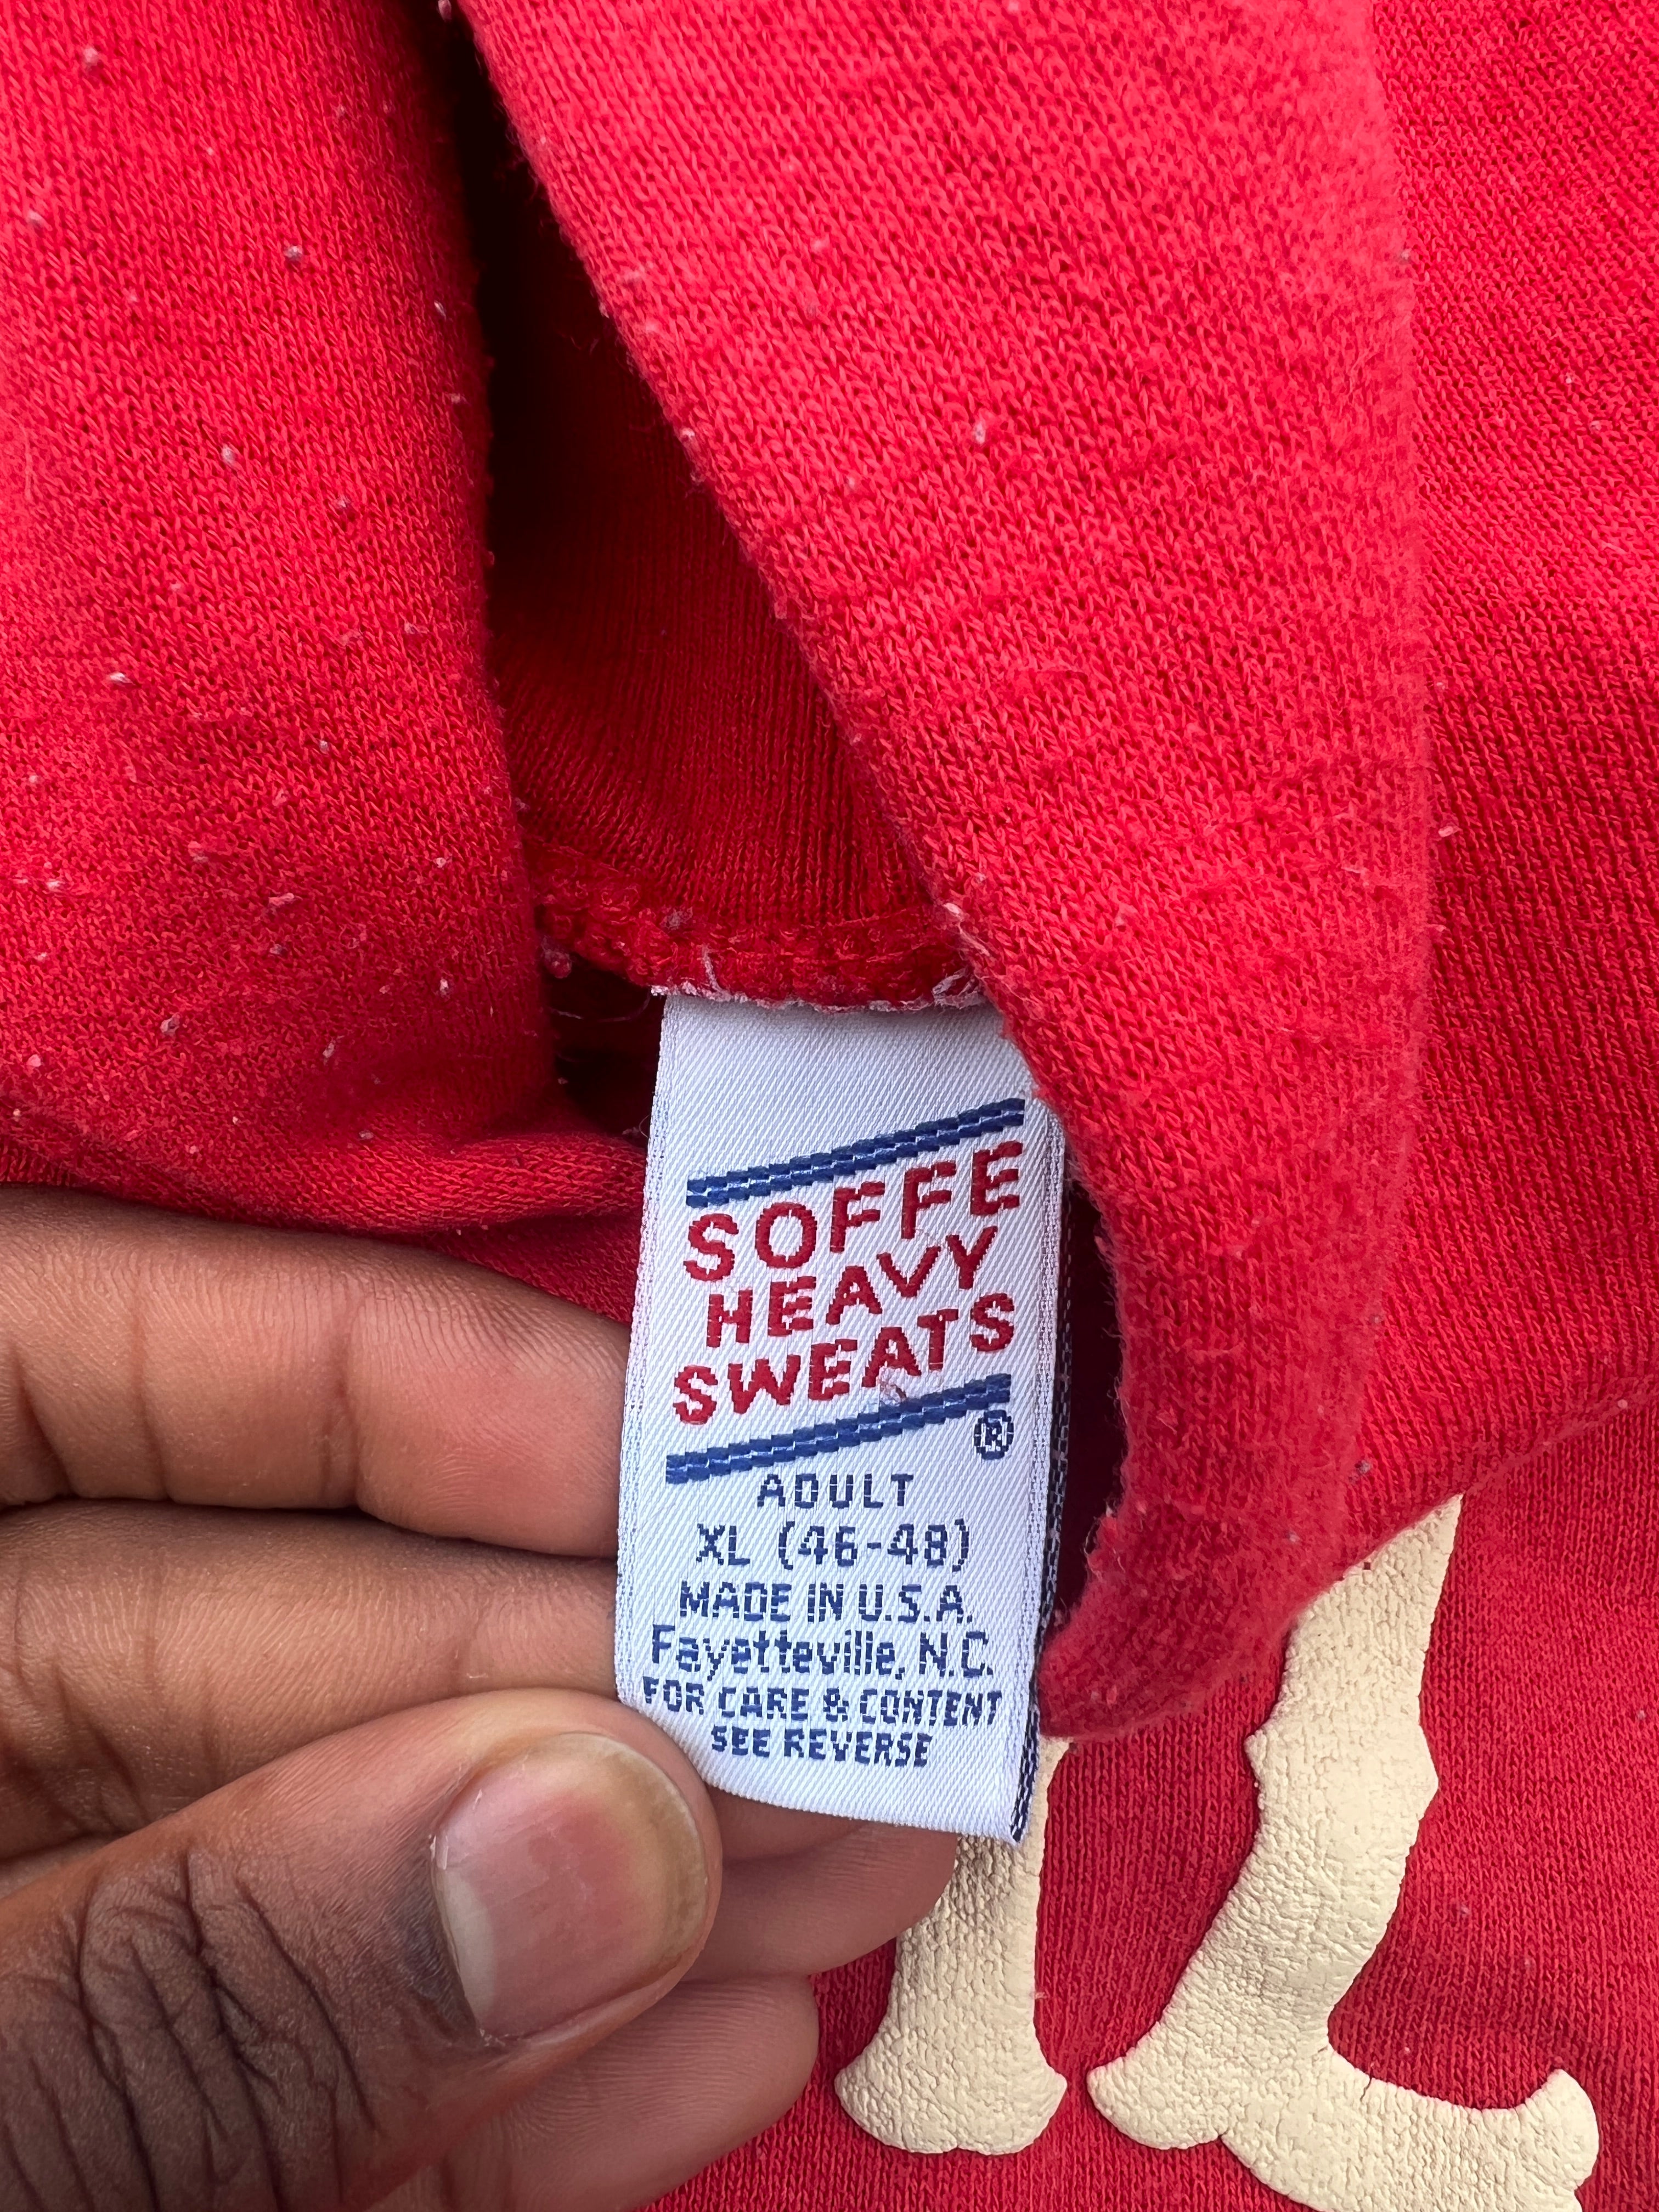 SOFFE
HEAVY
SWEATS
®
ADULT
XL (46-48)
MADE IN U.S.A.
Fayetteville, N.C.
FOR CARE & CONTENT
SEE REVERSE